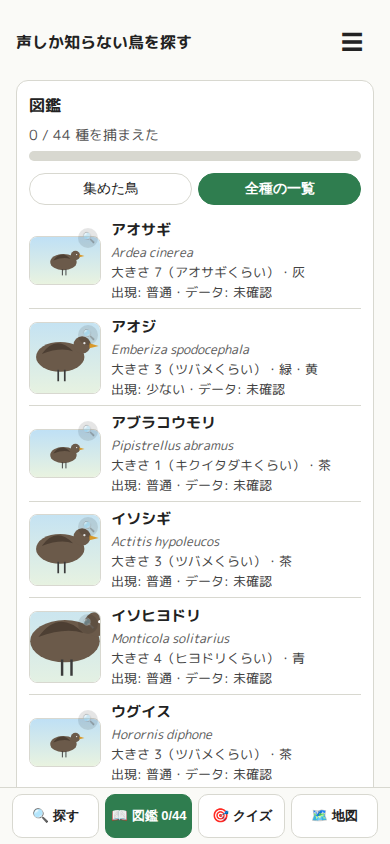 声しか知らない鳥を探す
図鑑
0 / 44 種を捕まえた
集めた鳥 全種の一覧
アオサギ
Ardea cinerea
大きさ 7（アオサギくらい）・灰
出現: 普通・データ: 未確認
アオジ
Emberiza spodocephala
大きさ 3（ツバメくらい）・緑・黄
出現: 少ない・データ: 未確認
アブラコウモリ
Pipistrellus abramus
大きさ 1（キクイタダキくらい）・茶
出現: 普通・データ: 未確認
イソシギ
Actitis hypoleucos
大きさ 3（ツバメくらい）・茶
出現: 普通・データ: 未確認
イソヒヨドリ
Monticola solitarius
大きさ 4（ヒヨドリくらい）・青
出現: 普通・データ: 未確認
ウグイス
Horornis diphone
大きさ 3（ツバメくらい）・茶
出現: 普通・データ: 未確認
探す 図鑑 0/44 クイズ 地図